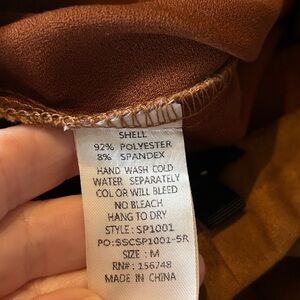 SHELL
92% POLYESTER
8% SPANDEX
HAND WASH COLD
WATER SEPARATELY
COLOR WILL BLEED
NO BLEACH
HANG TO DRY
STYLE: SP1001
PO:SSCSP1001-5R
SIZE : M
RN#: 156748
MADE IN CHINA